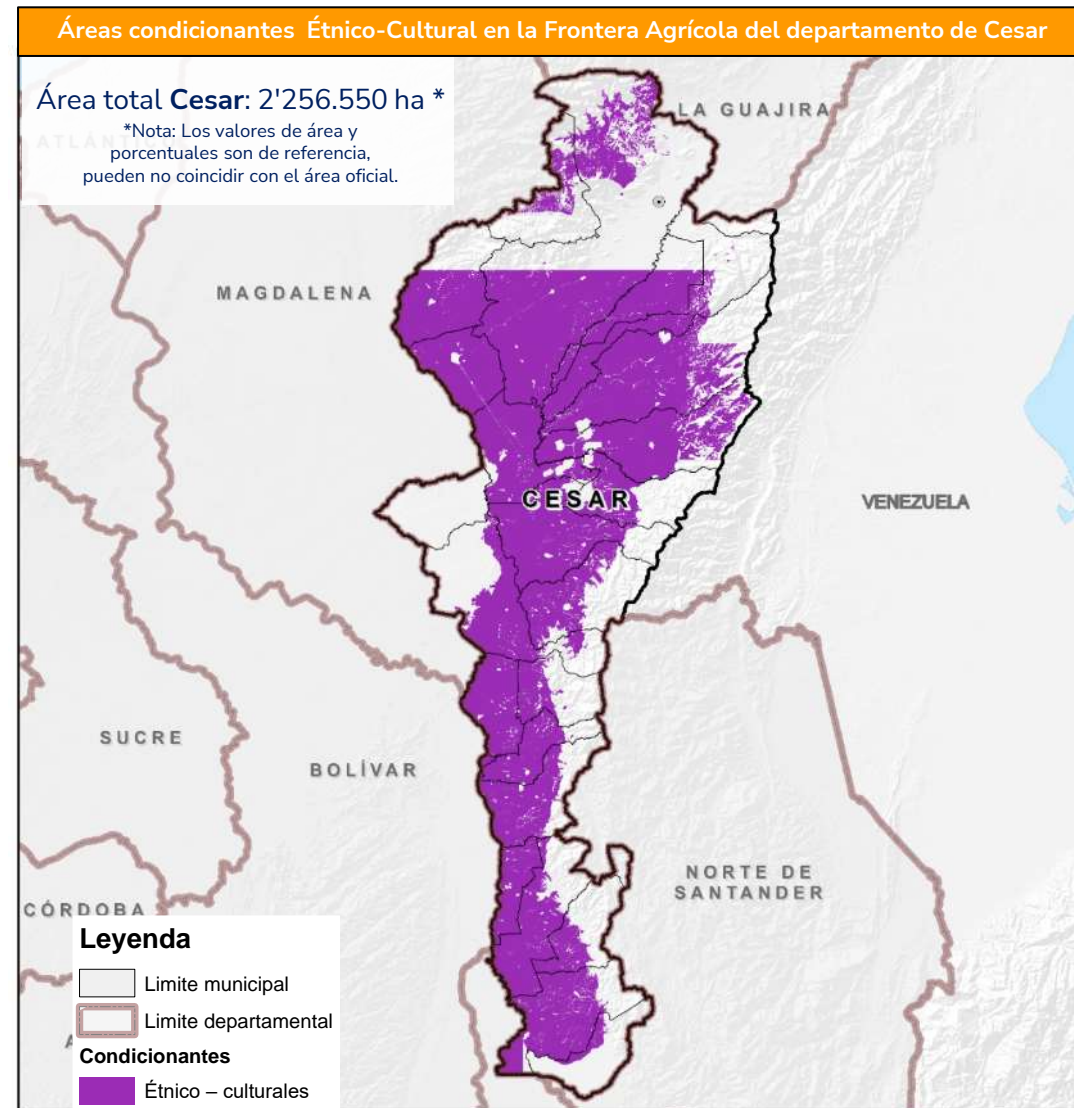 Áreas condicionantes Étnico-Cultural en la Frontera Agrícola del departamento de Cesar
Área total Cesar: 2'256.550 ha *
*Nota: Los valores de área y
porcentuales son de referencia,
pueden no coincidir con el área oficial.
ATLÁNTICO
LA GUAJIRA
MAGDALENA
CESAR
VENEZUELA
SUCRE
BOLÍVAR
NORTE DE
SANTANDER
CÓRDOBA
Leyenda
Limite municipal
Limite departamental
Condicionantes
Étnico – culturales